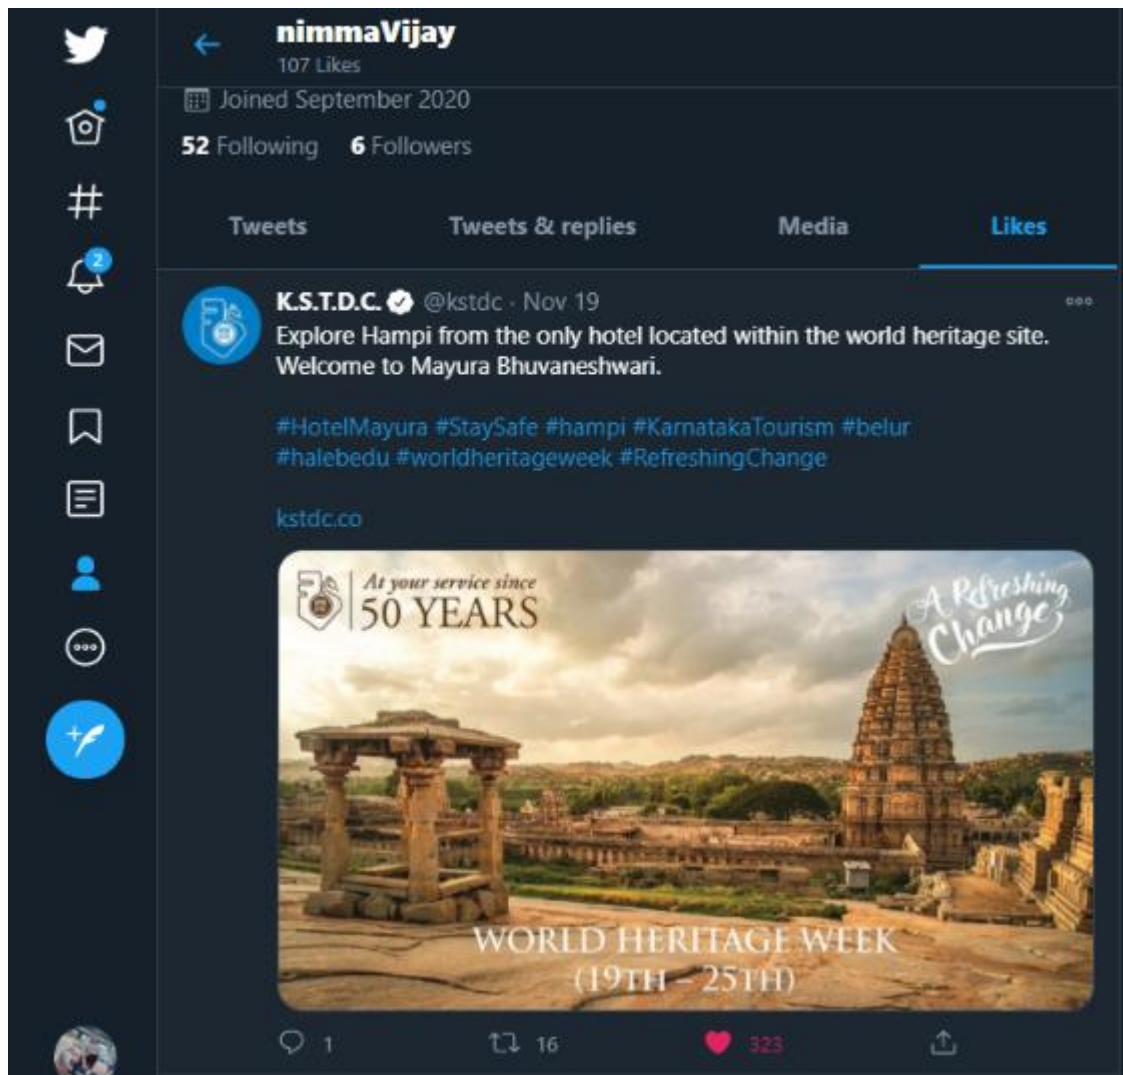 nimmaVijay
107 Likes
Joined September 2020
52 Following 6 Followers
Tweets Tweets & replies Media Likes
2
K.S.T.D.C. @kstdc · Nov 19
Explore Hampi from the only hotel located within the world heritage site.
Welcome to Mayura Bhuvaneshwari.
#HotelMayura #StaySafe #hampi #KarnatakaTourism #belur
#halebedu #worldheritageweek #RefreshingChange
kstdc.co
At your service since
50 YEARS
A Refreshing
Change
WORLD HERITAGE WEEK
(19TH – 25TH)
1 16 323